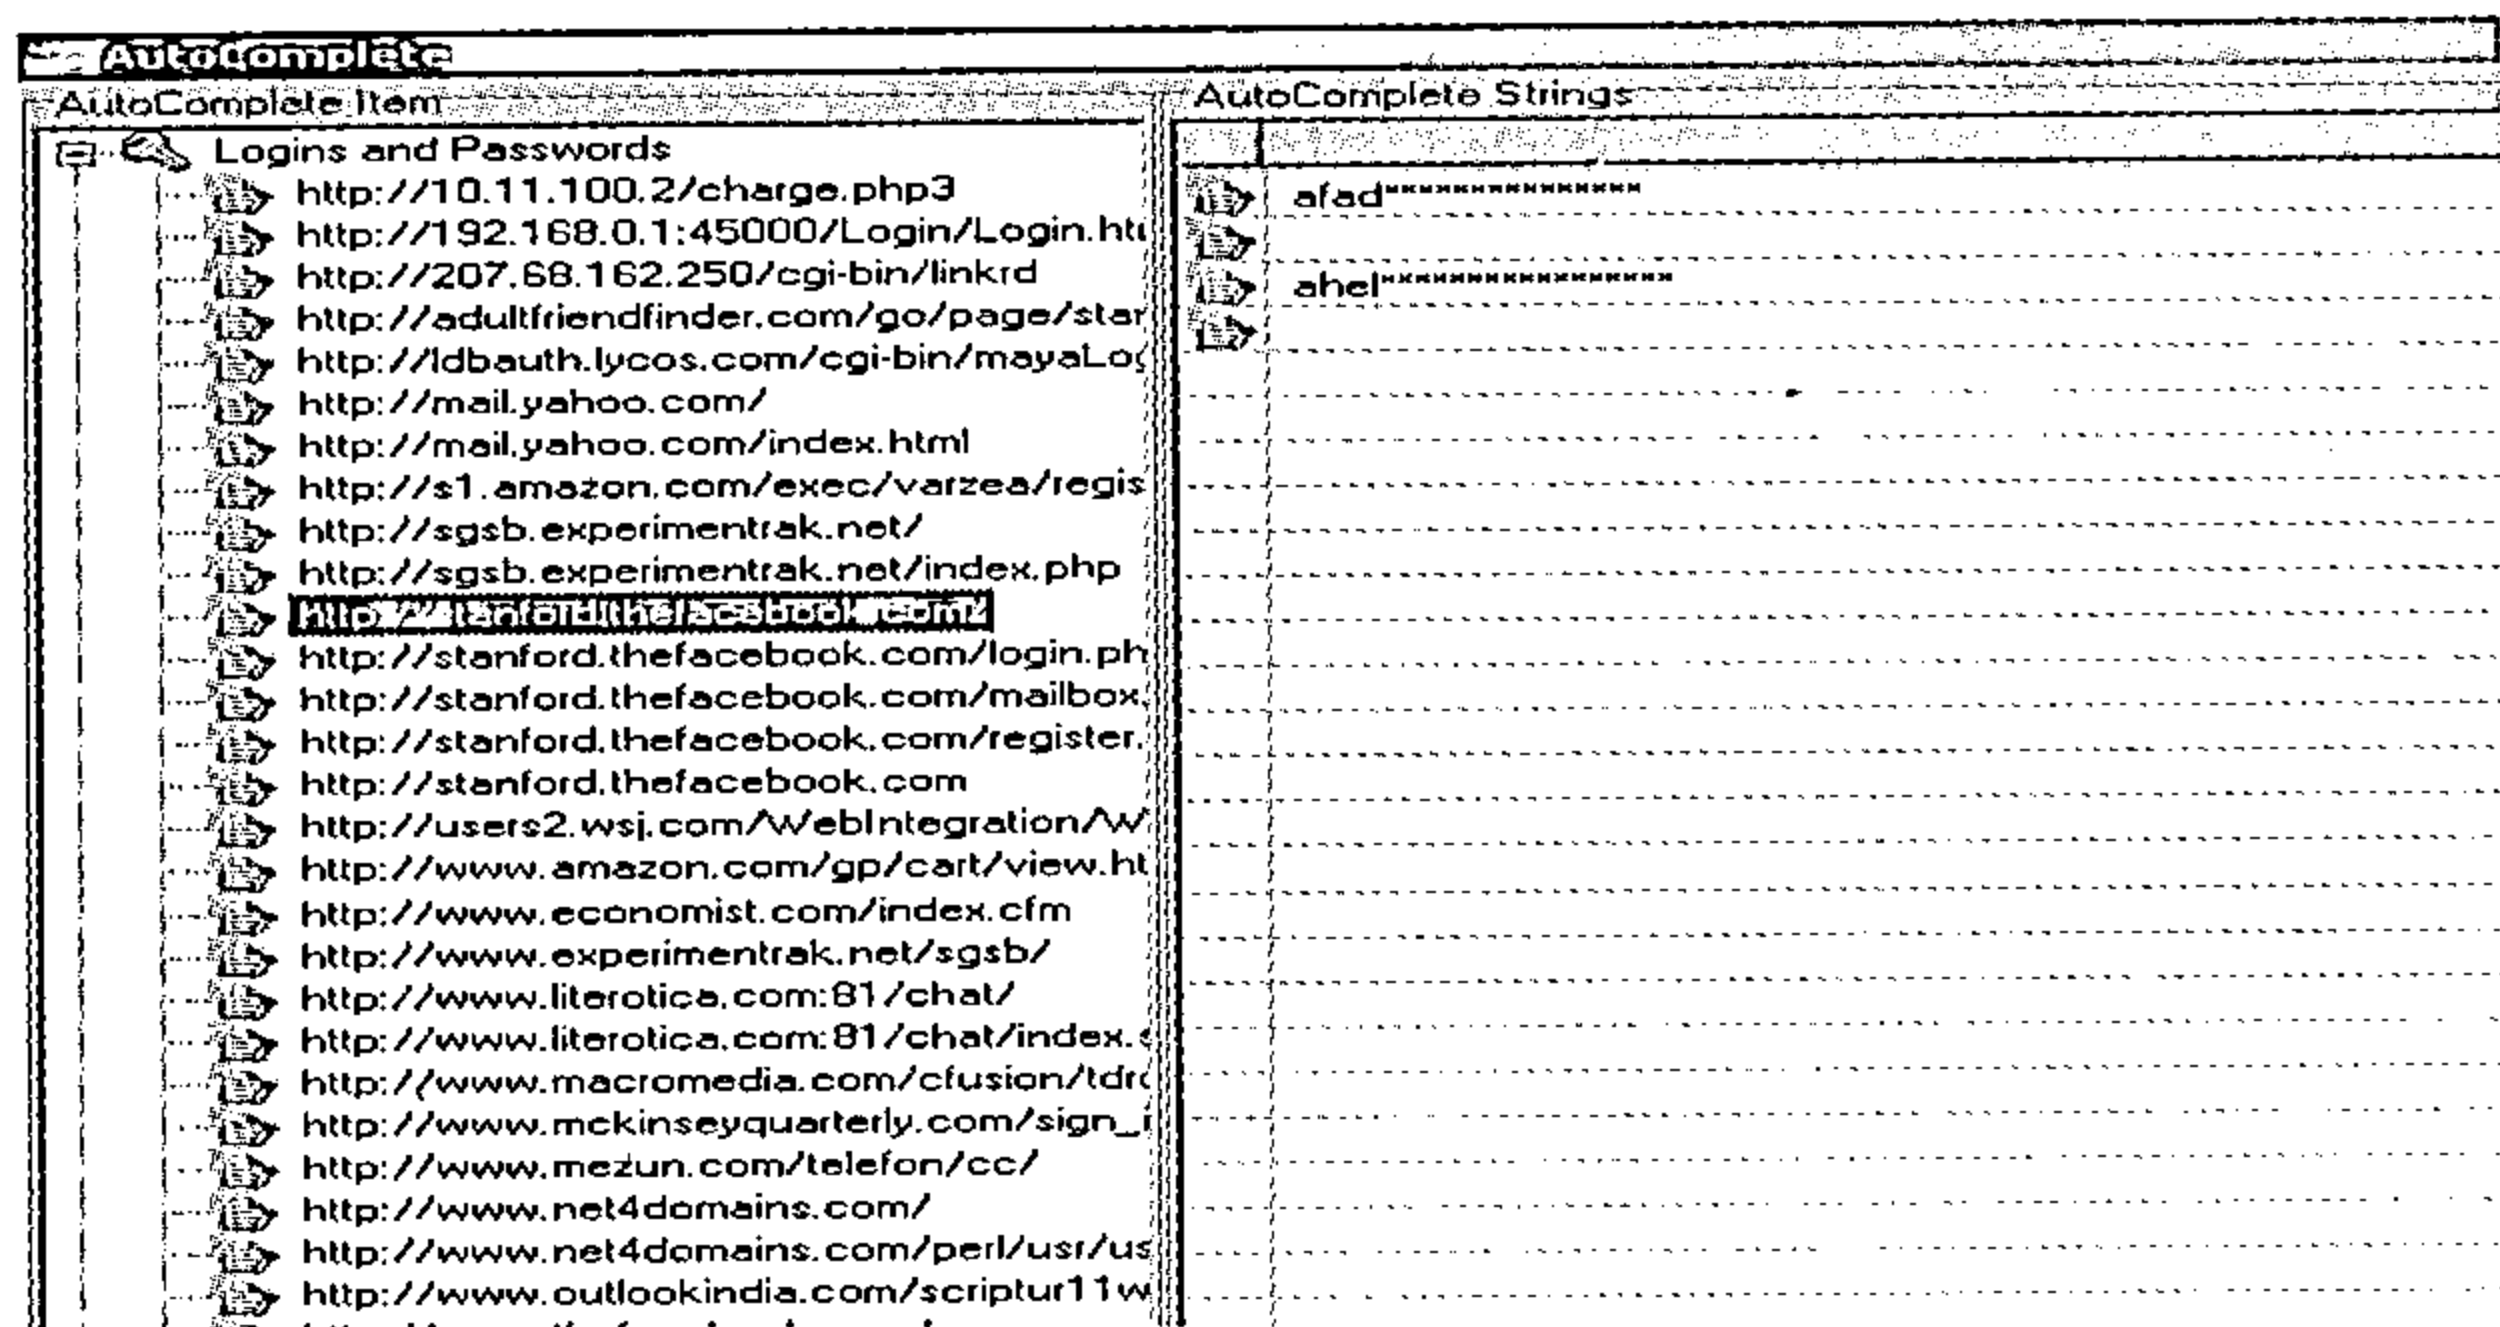 AutoComplete
AutoComplete Item
AutoComplete Strings
Logins and Passwords
http://10.11.100.2/charge.php3
http://192.168.0.1:45000/Login/Login.ht
http://207.68.162.250/cgi-bin/linkrd
http://adultfriendfinder.com/go/page/star
http://ldbauth.lycos.com/cgi-bin/mayaLo
http://mail.yahoo.com/
http://mail.yahoo.com/index.html
http://s1.amazon.com/exec/varzea/regis
http://sgsb.experimentrak.net/
http://sgsb.experimentrak.net/index.php
http://stanford.thefacebook.com/
http://stanford.thefacebook.com/login.ph
http://stanford.thefacebook.com/mailbox.
http://stanford.thefacebook.com/register.
http://stanford.thefacebook.com
http://users2.wsj.com/WebIntegration/W
http://www.amazon.com/gp/cart/view.ht
http://www.economist.com/index.cfm
http://www.experimentrak.net/sgsb/
http://www.literotica.com:81/chat/
http://www.literotica.com:81/chat/index.
http://www.macromedia.com/cfusion/tdrc
http://www.mckinseyquarterly.com/sign_i
http://www.mezun.com/telefon/cc/
http://www.net4domains.com/
http://www.net4domains.com/perl/usr/us
http://www.outlookindia.com/scriptur11w
afad****************
ahel******************